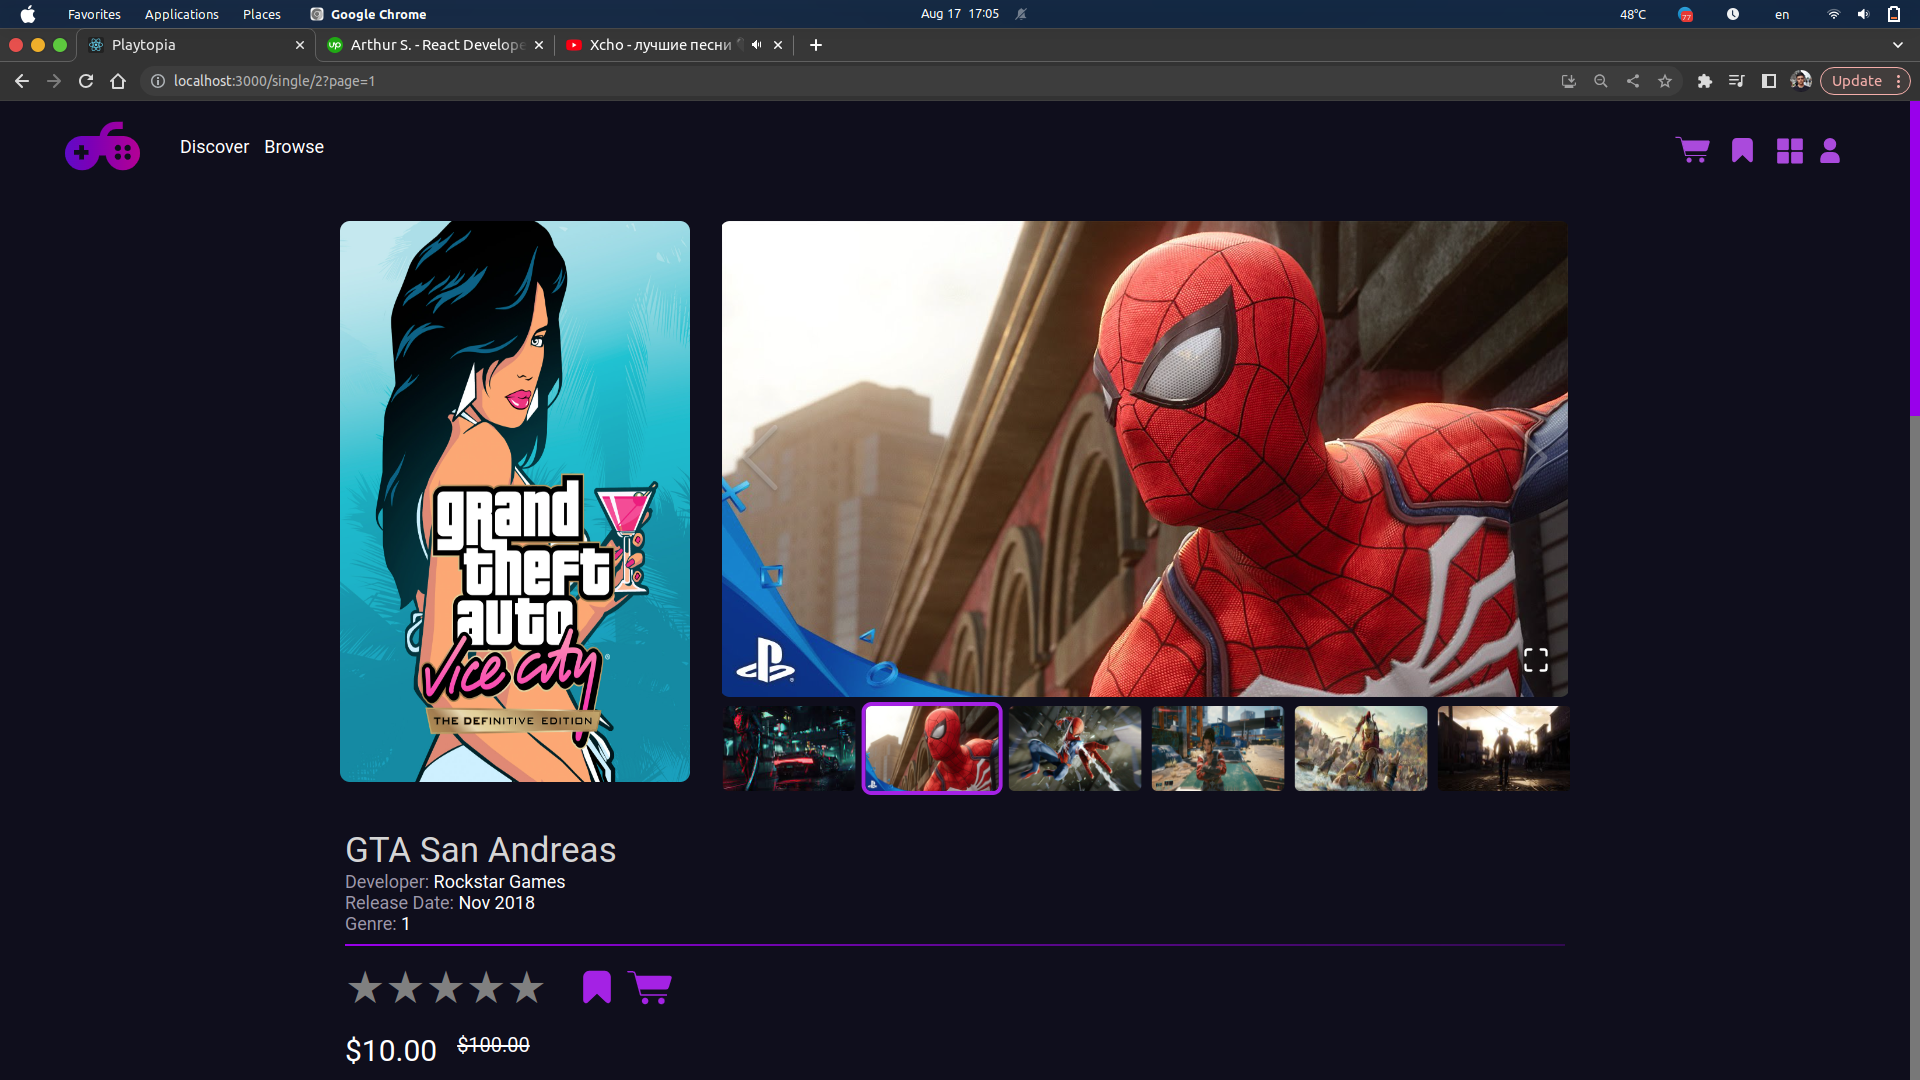 Favorites Applications Places Google Chrome Aug 17 17:05 48°C 77 en
Playtopia
up Arthur S. - React Develope
Xcho - лучшие песни
localhost:3000/single/2?page=1
Update
Discover Browse
grand
theft
auto
vice city
THE DEFINITIVE EDITION
GTA San Andreas
Developer: Rockstar Games
Release Date: Nov 2018
Genre: 1
$10.00 $100.00